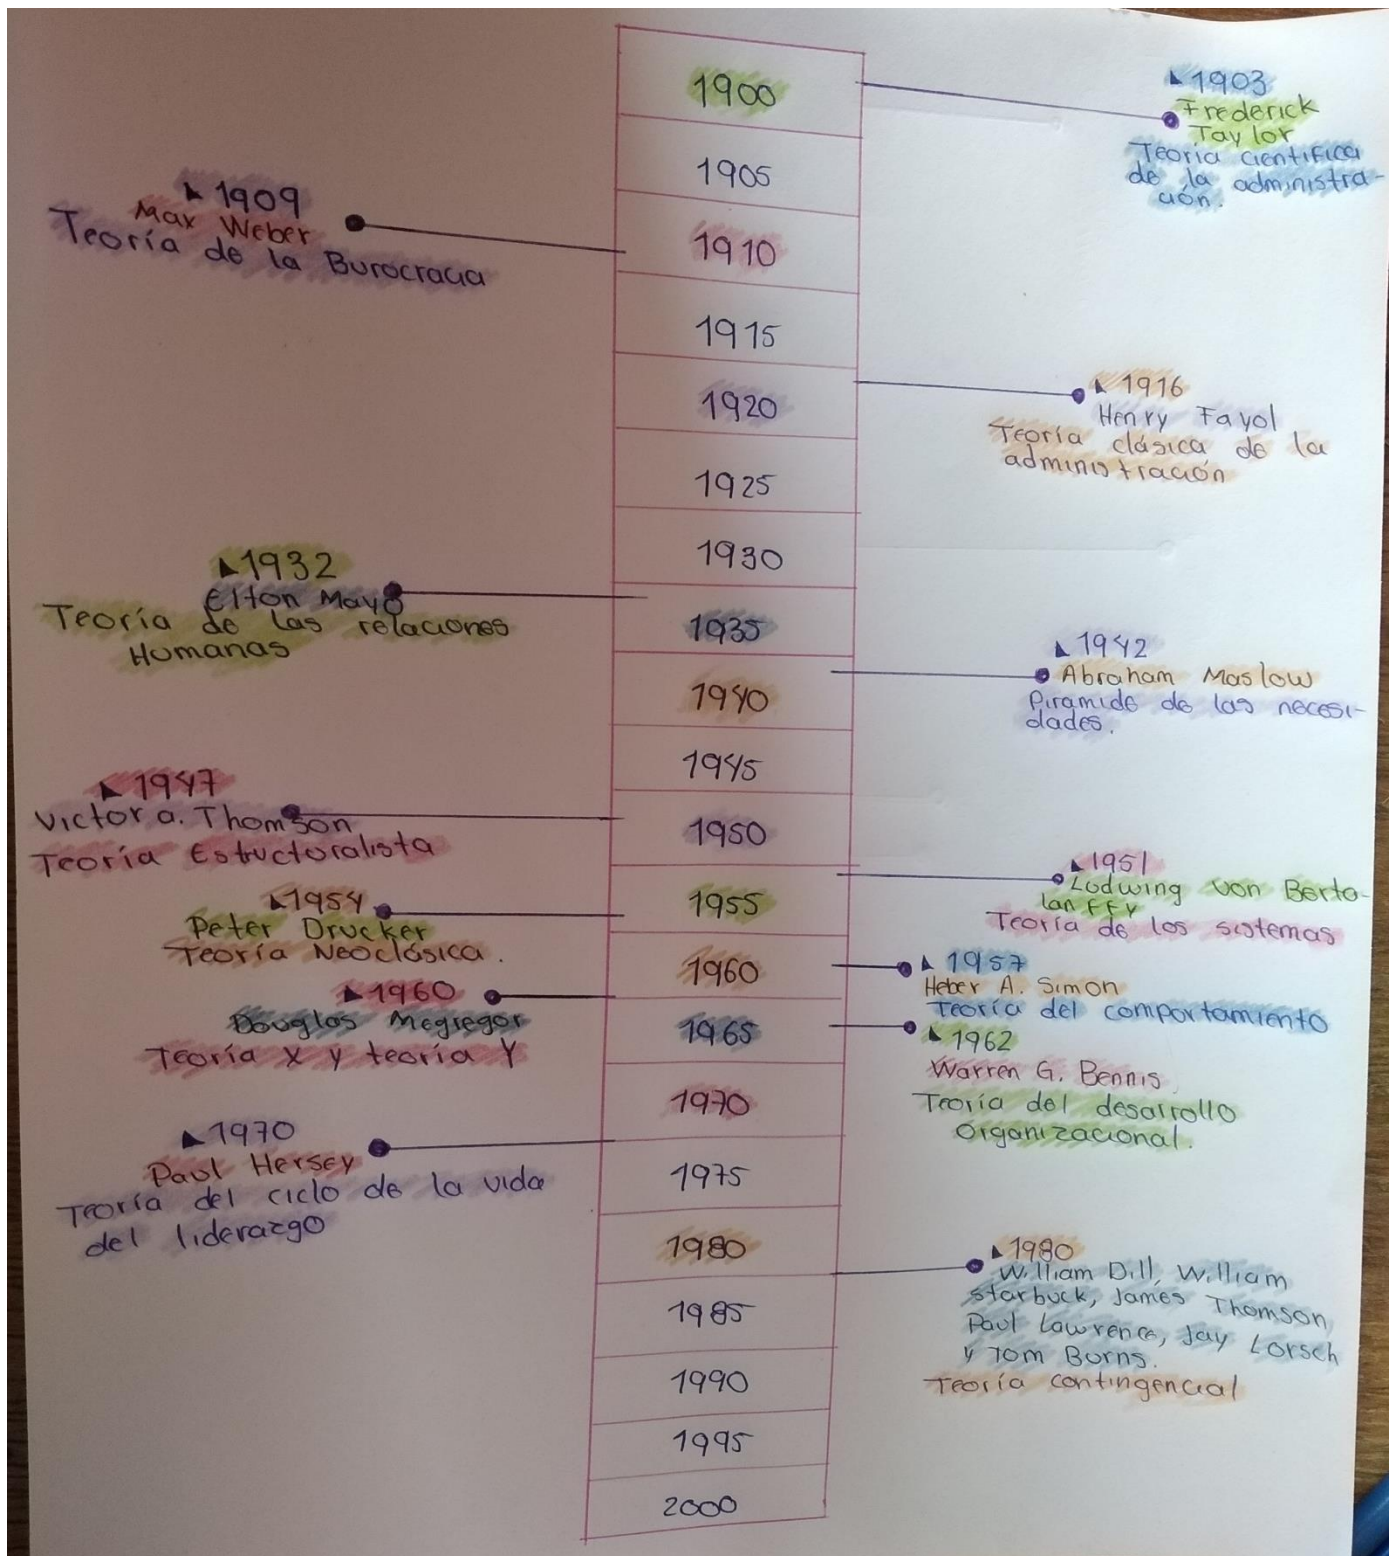 1900
1905
1910
1915
1920
1925
1930
1935
1940
1945
1950
1955
1960
1965
1970
1975
1980
1985
1990
1995
2000
1903
Frederick
Taylor
Teoría científica
de la administra-
ción.
1909
Max Weber
Teoría de la Burocracia
1916
Henry Fayol
Teoría clásica de la
administración
1932
Elton Mayo
Teoría de las relaciones
Humanas
1942
Abraham Maslow
Piramide de las necesi-
dades.
1947
Victor a. Thomson
Teoría Estructuralista
1951
Ludwing von Berta-
lanffy
Teoría de los sistemas
1954
Peter Drucker
Teoría Neoclásica.
1957
Heber A. Simon
Teoría del comportamiento
1960
Douglas Mcgregor
Teoría X y teoría Y
1962
Warren G. Bennis
Teoría del desarrollo
organizacional.
1970
Paul Hersey
Teoría del ciclo de la vida
del liderazgo
1980
William Dill, William
starbuck, James Thomson,
Paul Lawrence, Jay Lorsch
y Tom Burns.
Teoría contingencial